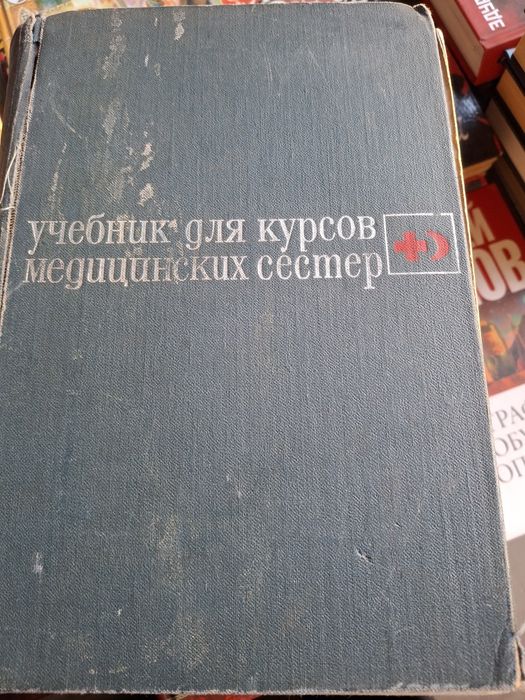 учебник для курсов
медицинских сестер